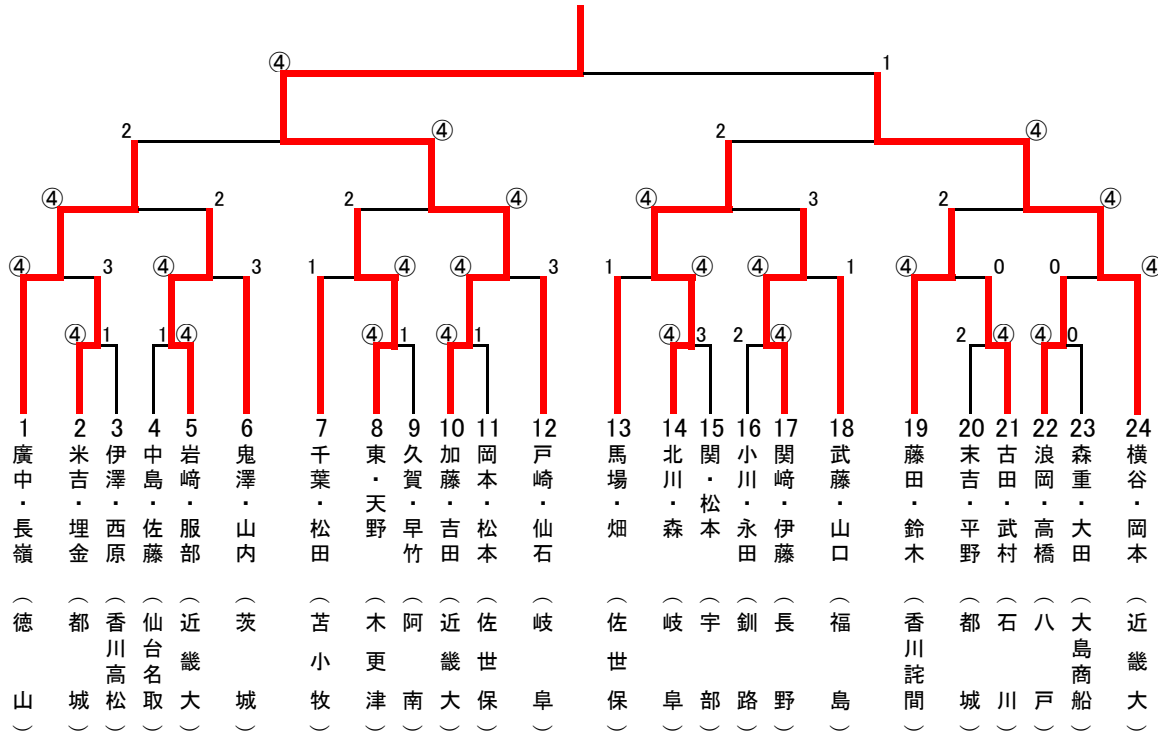 ④ 1
2 ④ 2 ④
④ 2 2 ④ ④ 3 2 ④
④ 3 ④ 3 1 ④ ④ 3 1 ④ ④ 1 ④ 0 0 ④
④ 1 1 ④ ④ 1 ④ 1 ④ 3 2 ④ 2 ④ ④ 0
1 2 3 4 5 6 7 8 9 10 11 12 13 14 15 16 17 18 19 20 21 22 23 24
廣中・長嶺（徳山）
米吉・埋金（都城）
伊澤・西原（香川高松）
中島・佐藤（仙台名取）
岩﨑・服部（近畿大）
鬼澤・山内（茨城）
千葉・松田（苫小牧）
東・天野（木更津）
久賀・早竹（阿南）
加藤・吉田（近畿大）
岡本・松本（佐世保）
戸崎・仙石（岐阜）
馬場・畑（佐世保）
北川・森（岐阜）
関・松本（宇部）
小川・永田（釧路）
関﨑・伊藤（長野）
武藤・山口（福島）
藤田・鈴木（香川詫間）
末吉・平野（都城）
古田・武村（石川）
浪岡・高橋（八戸）
森重・大田（大島商船）
横谷・岡本（近畿大）